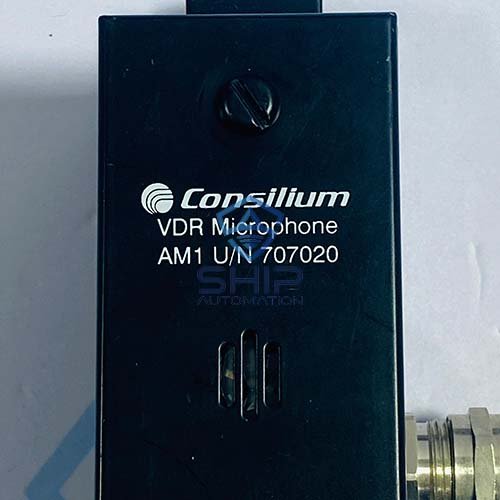 Consilium
VDR Microphone
AM1 U/N 707020
SHIP
AUTOMATION